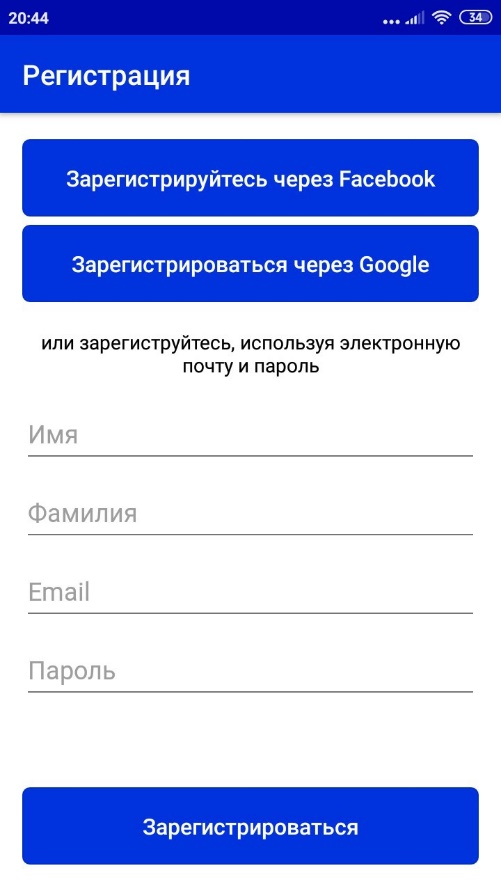 20:44
34
Регистрация
Зарегистрируйтесь через Facebook
Зарегистрироваться через Google
или зарегиструйтесь, используя электронную
почту и пароль
Имя
Фамилия
Email
Пароль
Зарегистрироваться